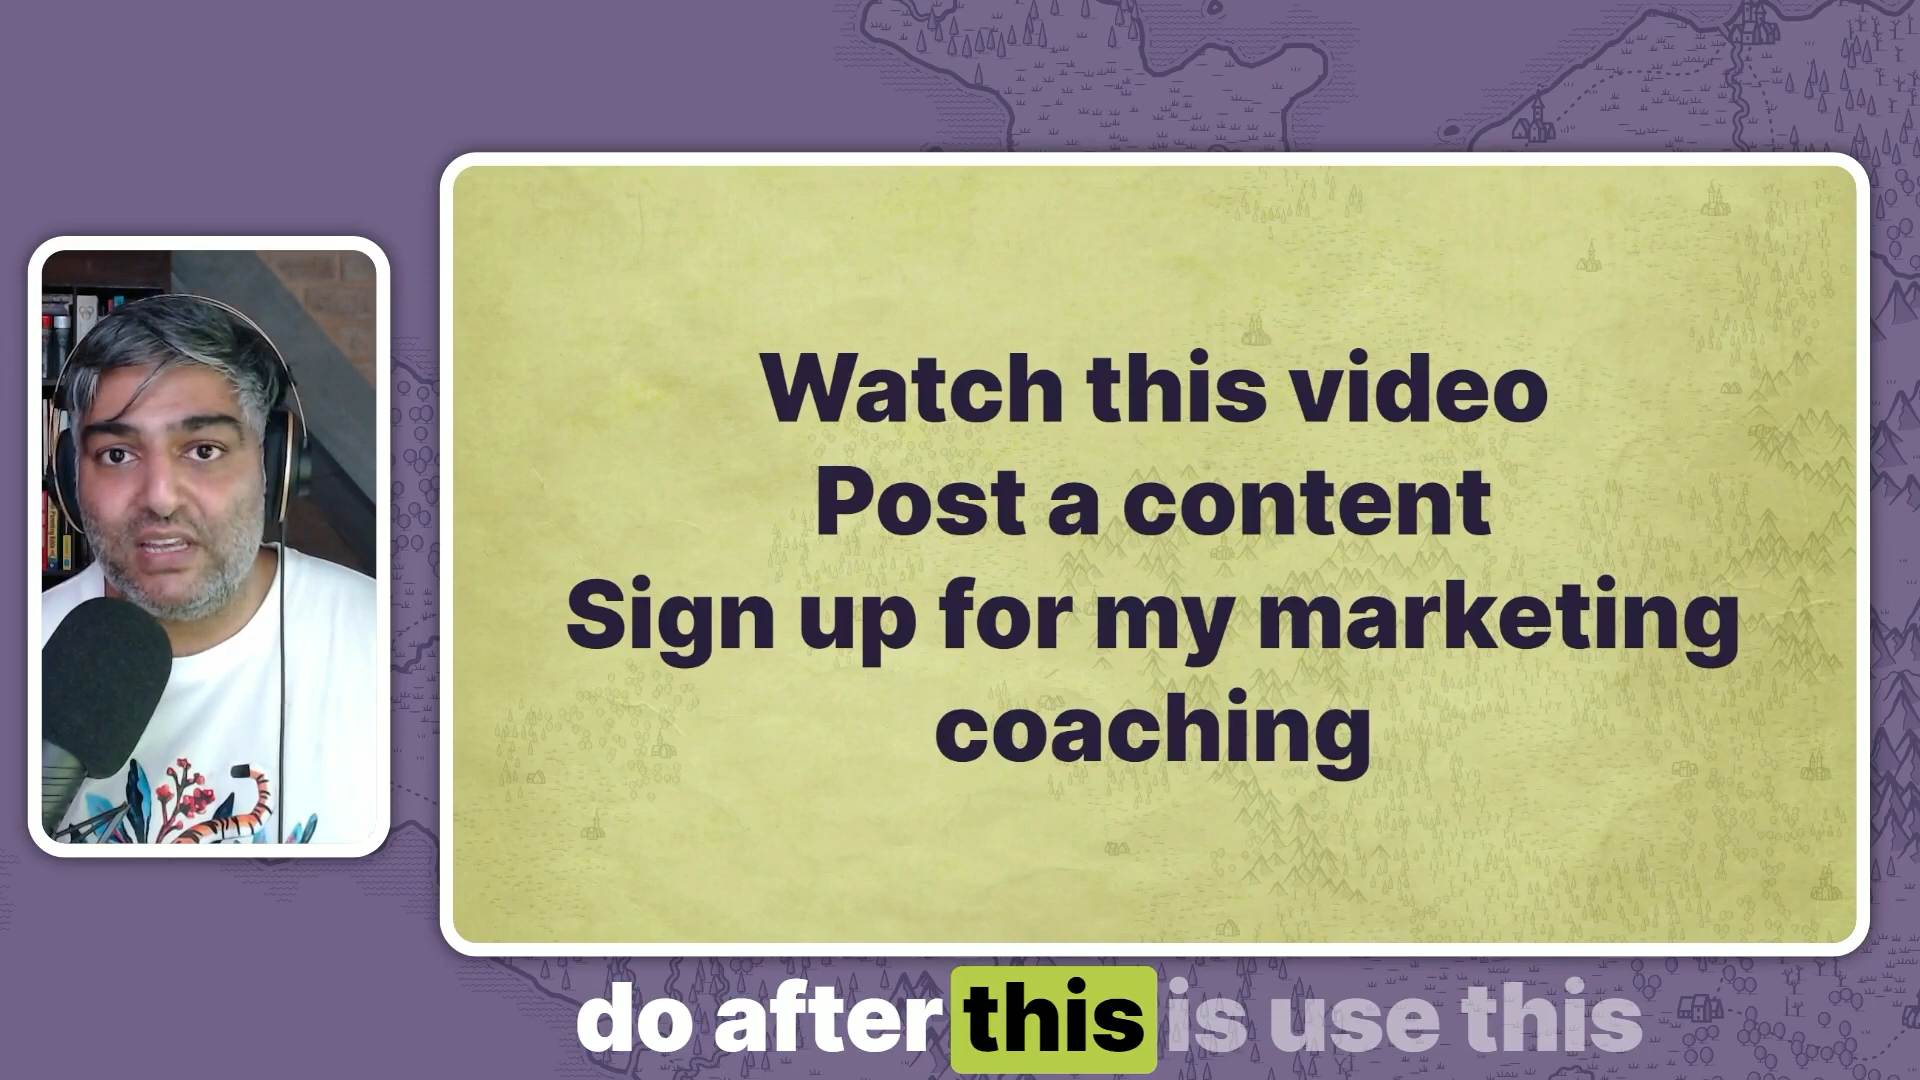 Watch this video
Post a content
Sign up for my marketing
coaching
do after this is use this